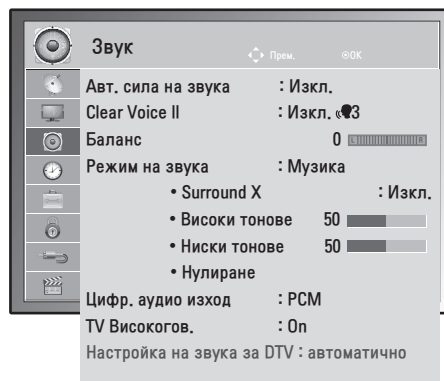 Звук
Прем. ⊙OK
Авт. сила на звука : Изкл.
Clear Voice II : Изкл. 3
Баланс 0 L R
Режим на звука : Музика
• Surround X : Изкл.
• Високи тонове 50
• Ниски тонове 50
• Нулиране
Цифр. аудио изход : PCM
TV Високогов. : On
Настройка на звука за DTV : автоматично